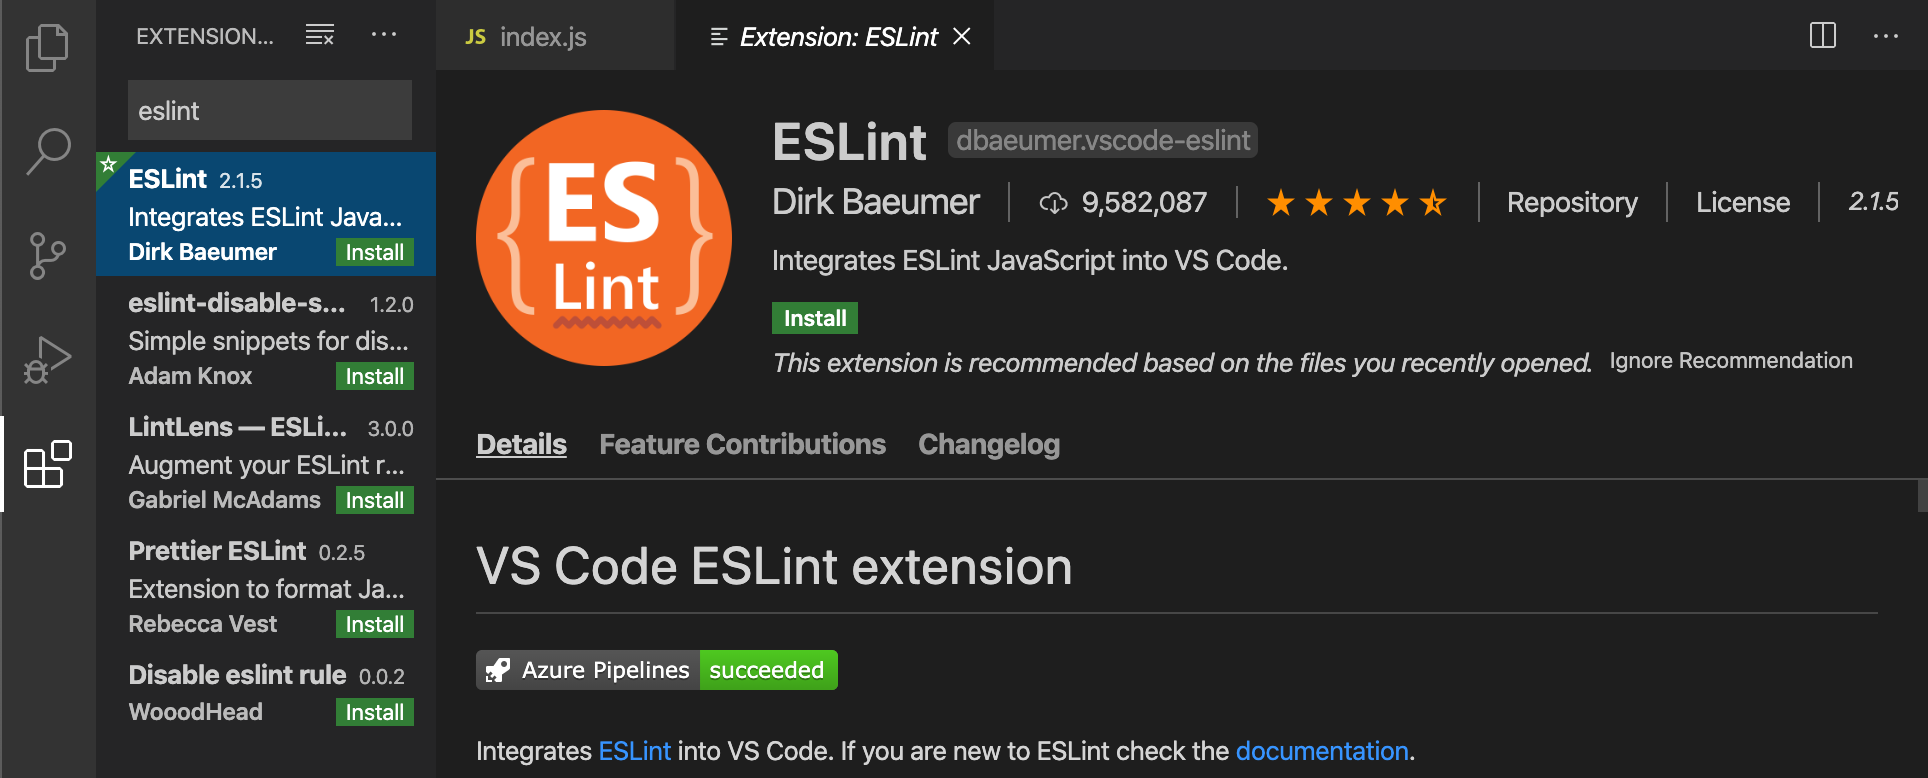 EXTENSION...
eslint
ESLint 2.1.5
Integrates ESLint Java...
Dirk Baeumer Install
eslint-disable-s... 1.2.0
Simple snippets for dis...
Adam Knox Install
LintLens — ESLi... 3.0.0
Augment your ESLint r...
Gabriel McAdams Install
Prettier ESLint 0.2.5
Extension to format Ja...
Rebecca Vest Install
Disable eslint rule 0.0.2
WooodHead Install
JS index.js
Extension: ESLint
{ES}
Lint
ESLint dbaeumer.vscode-eslint
Dirk Baeumer 9,582,087 Repository License 2.1.5
Integrates ESLint JavaScript into VS Code.
Install
This extension is recommended based on the files you recently opened. Ignore Recommendation
Details Feature Contributions Changelog
VS Code ESLint extension
Azure Pipelines succeeded
Integrates ESLint into VS Code. If you are new to ESLint check the documentation.